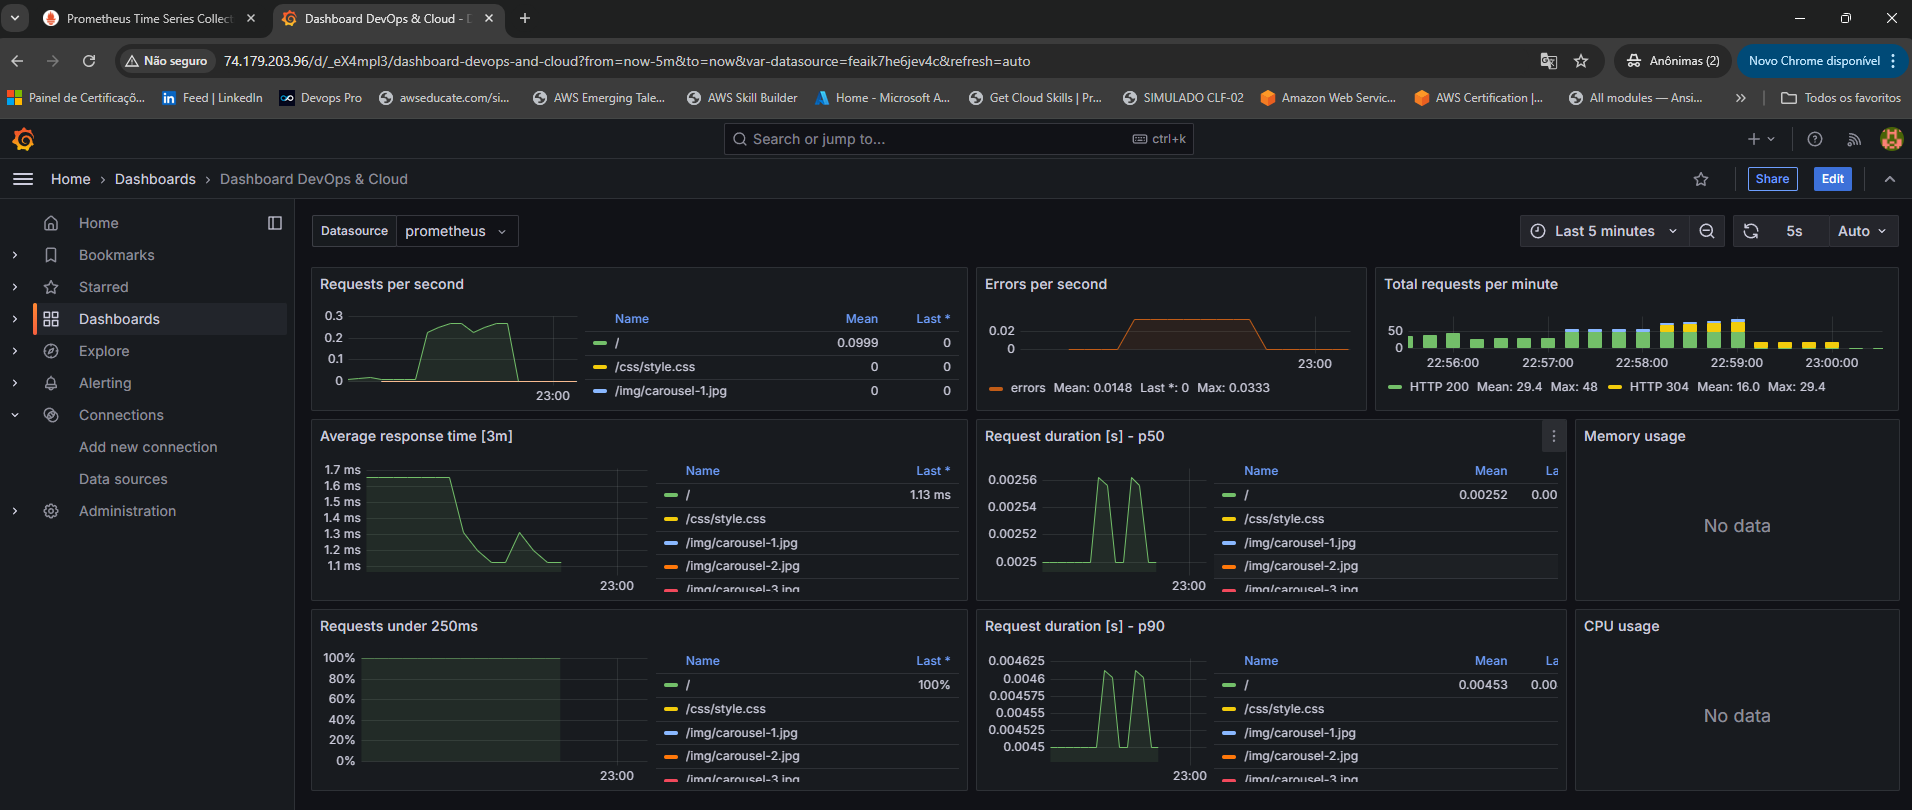 Prometheus Time Series Collect
Dashboard DevOps & Cloud - D
Não seguro
74.179.203.96/d/_eX4mpl3/dashboard-devops-and-cloud?from=now-5m&to=now&var-datasource=feaik7he6jev4c&refresh=auto
Anônimas (2)
Novo Chrome disponível
Painel de Certificaçõ...
Feed | LinkedIn
Devops Pro
awseducate.com/si...
AWS Emerging Tale...
AWS Skill Builder
Home - Microsoft A...
Get Cloud Skills | Pr...
SIMULADO CLF-02
Amazon Web Servic...
AWS Certification |...
All modules — Ansi...
Todos os favoritos
Search or jump to...
ctrl+k
Home › Dashboards › Dashboard DevOps & Cloud
Share
Edit
Home
Bookmarks
Starred
Dashboards
Explore
Alerting
Connections
Add new connection
Data sources
Administration
Datasource
prometheus
Last 5 minutes
5s
Auto
Requests per second
0.3
0.2
0.1
0
23:00
Name Mean Last *
/ 0.0999 0
/css/style.css 0 0
/img/carousel-1.jpg 0 0
Errors per second
0.02
0
23:00
errors Mean: 0.0148 Last *: 0 Max: 0.0333
Total requests per minute
50
0
22:56:00 22:57:00 22:58:00 22:59:00 23:00:00
HTTP 200 Mean: 29.4 Max: 48 HTTP 304 Mean: 16.0 Max: 29.4
Average response time [3m]
1.7 ms
1.6 ms
1.5 ms
1.4 ms
1.3 ms
1.2 ms
1.1 ms
23:00
Name Last *
/ 1.13 ms
/css/style.css
/img/carousel-1.jpg
/img/carousel-2.jpg
/img/carousel-3.jpg
Request duration [s] - p50
0.00256
0.00254
0.00252
0.0025
23:00
Name Mean La
/ 0.00252 0.00
/css/style.css
/img/carousel-1.jpg
/img/carousel-2.jpg
/img/carousel-3.jpg
Memory usage
No data
Requests under 250ms
100%
80%
60%
40%
20%
0%
23:00
Name Last *
/ 100%
/css/style.css
/img/carousel-1.jpg
/img/carousel-2.jpg
/img/carousel-3.jpg
Request duration [s] - p90
0.004625
0.0046
0.004575
0.00455
0.004525
0.0045
23:00
Name Mean La
/ 0.00453 0.00
/css/style.css
/img/carousel-1.jpg
/img/carousel-2.jpg
/img/carousel-3.jpg
CPU usage
No data